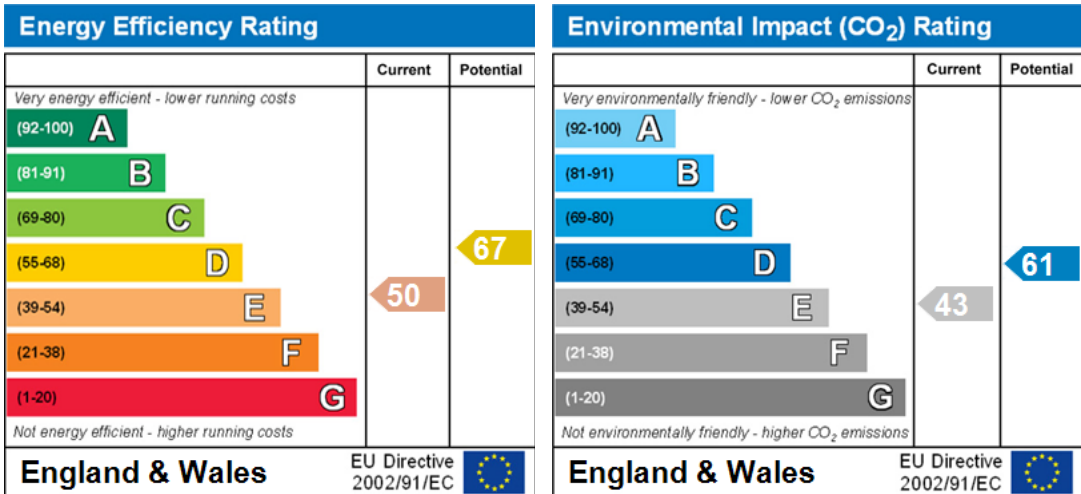 Energy Efficiency Rating
Current Potential
Very energy efficient - lower running costs
(92-100) A
(81-91) B
(69-80) C
(55-68) D
(39-54) E
(21-38) F
(1-20) G
50
67
Not energy efficient - higher running costs
England & Wales
EU Directive
2002/91/EC
Environmental Impact (CO2) Rating
Current Potential
Very environmentally friendly - lower CO2 emissions
(92-100) A
(81-91) B
(69-80) C
(55-68) D
(39-54) E
(21-38) F
(1-20) G
43
61
Not environmentally friendly - higher CO2 emissions
England & Wales
EU Directive
2002/91/EC